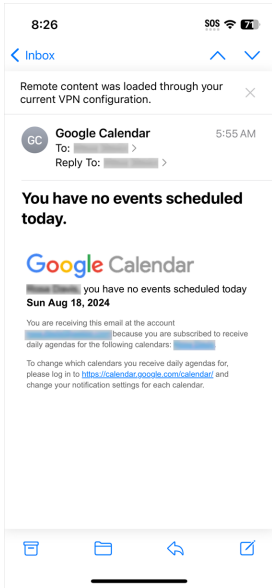 8:26
SOS
71
Inbox
Remote content was loaded through your
current VPN configuration.
GC
Google Calendar
5:55 AM
To:
Reply To:
You have no events scheduled
today.
Google Calendar
you have no events scheduled today
Sun Aug 18, 2024
You are receiving this email at the account
because you are subscribed to receive
daily agendas for the following calendars:
To change which calendars you receive daily agendas for,
please log in to https://calendar.google.com/calendar/ and
change your notification settings for each calendar.